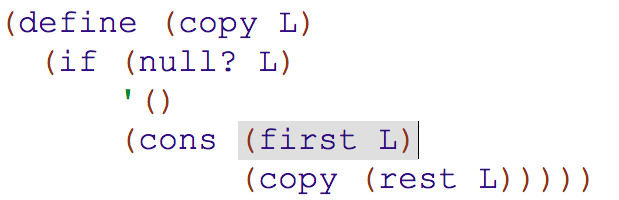 (define (copy L)
(if (null? L)
'()
(cons (first L)
(copy (rest L)))))